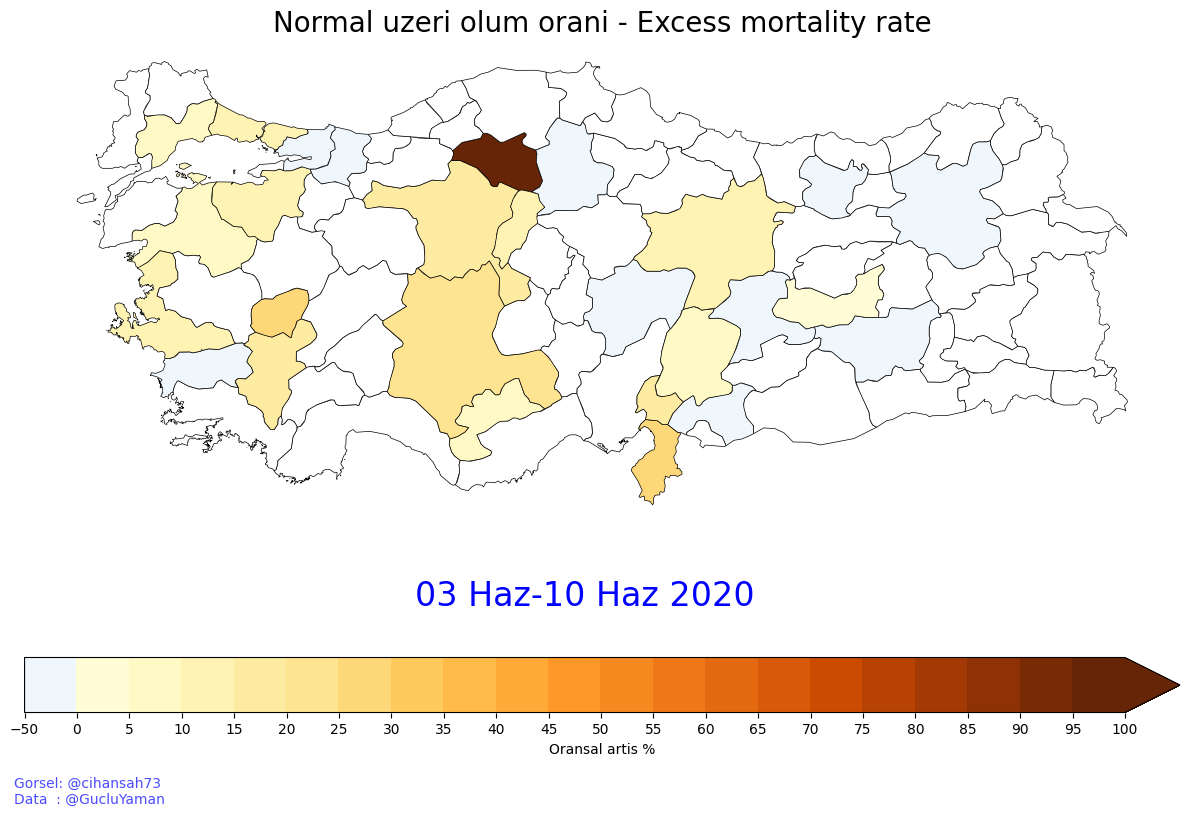 Normal uzeri olum orani - Excess mortality rate
03 Haz-10 Haz 2020
−50 0 5 10 15 20 25 30 35 40 45 50 55 60 65 70 75 80 85 90 95 100
Oransal artis %
Gorsel: @cihansah73
Data  : @GucluYaman